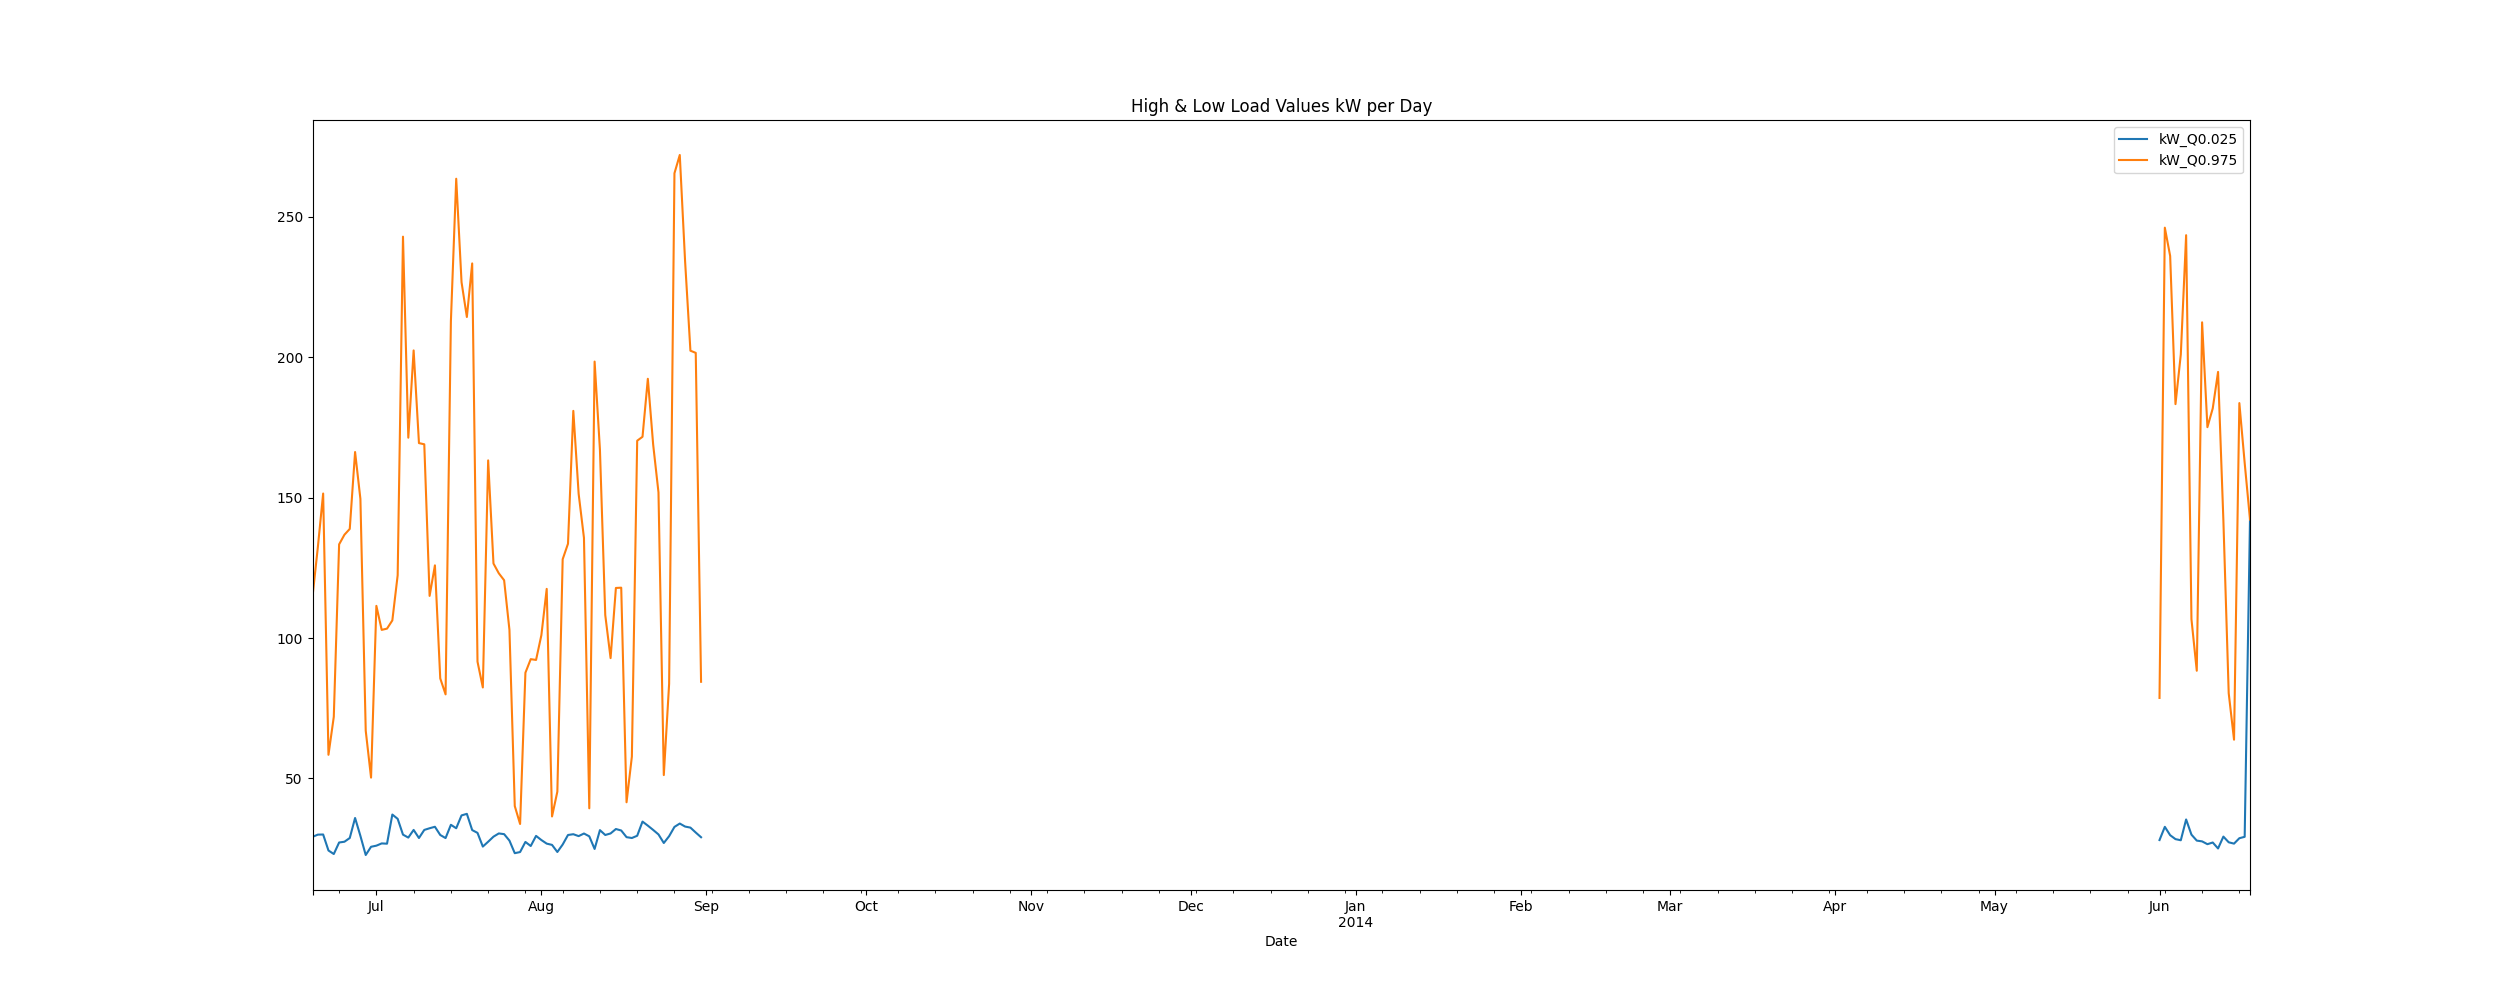 High & Low Load Values kW per Day
kW_Q0.025
kW_Q0.975
250
200
150
100
50
Jul Aug Sep Oct Nov Dec Jan Feb Mar Apr May Jun
2014
Date